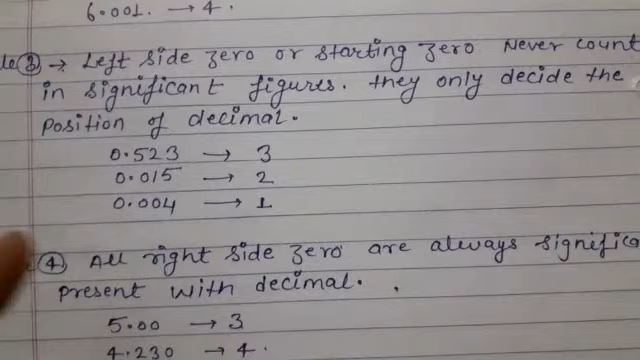 6.001. → 4.
③ → Left side zero or starting zero Never count
in significant figures. they only decide the
position of decimal.
0.523 → 3
0.015 → 2
0.004 → 1
④ All right side zero are always significa
present with decimal.
5.00 → 3
4.230 → 4.